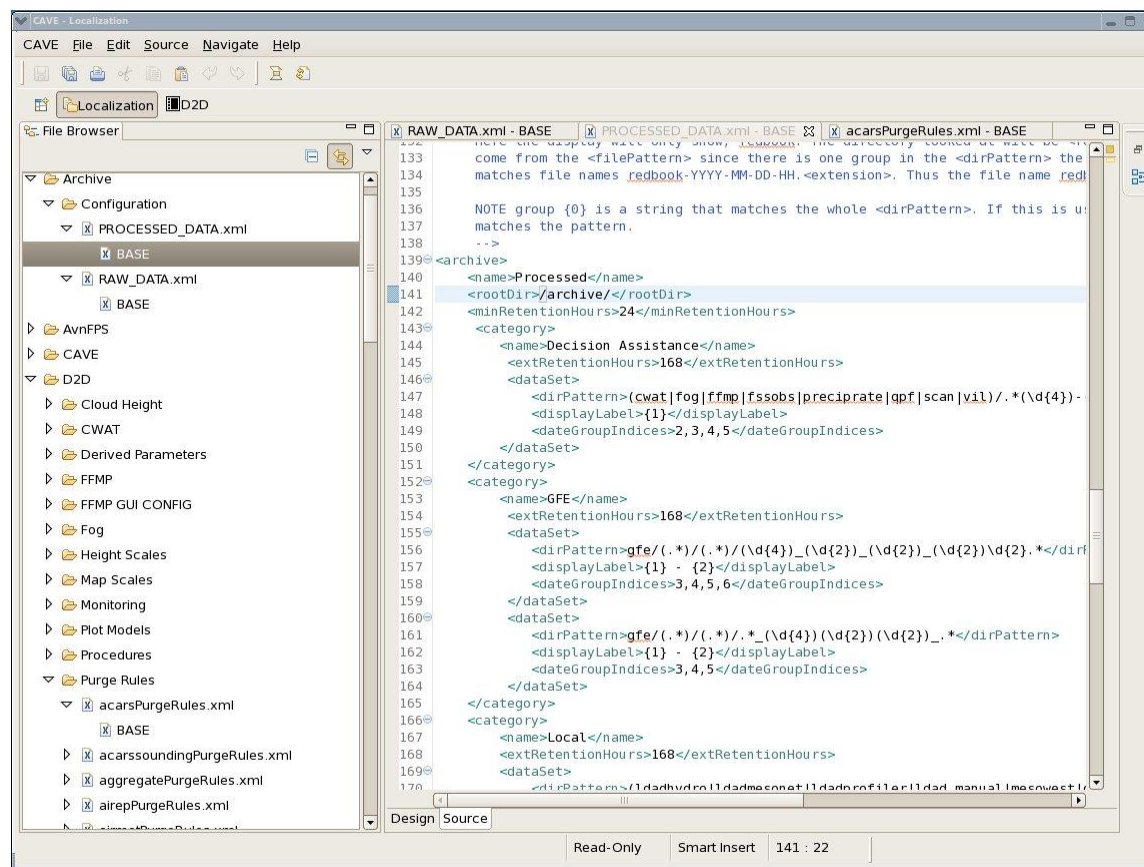 CAVE - Localization
CAVE File Edit Source Navigate Help
Localization D2D
File Browser
Archive
Configuration
PROCESSED_DATA.xml
BASE
RAW_DATA.xml
BASE
AvnFPS
CAVE
D2D
Cloud Height
CWAT
Derived Parameters
FFMP
FFMP GUI CONFIG
Fog
Height Scales
Map Scales
Monitoring
Plot Models
Procedures
Purge Rules
acarsPurgeRules.xml
BASE
acarssoundingPurgeRules.xml
aggregatePurgeRules.xml
airepPurgeRules.xml
RAW_DATA.xml - BASE PROCESSED_DATA.xml - BASE acarsPurgeRules.xml - BASE
133 come from the <filePattern> since there is one group in the <dirPattern> the
134 matches file names redbook-YYYY-MM-DD-HH.<extension>. Thus the file name
135
136 NOTE group {0} is a string that matches the whole <dirPattern>. If this is
137 matches the pattern.
138 -->
139 <archive>
140 <name>Processed</name>
141 <rootDir>/archive/</rootDir>
142 <minRetentionHours>24</minRetentionHours>
143 <category>
144 <name>Decision Assistance</name>
145 <extRetentionHours>168</extRetentionHours>
146 <dataSet>
147 <dirPattern>(cwat|fog|ffmp|fssobs|preciprate|qpf|scan|vil)/.*(\d{4})-
148 <displayLabel>{1}</displayLabel>
149 <dateGroupIndices>2,3,4,5</dateGroupIndices>
150 </dataSet>
151 </category>
152 <category>
153 <name>GFE</name>
154 <extRetentionHours>168</extRetentionHours>
155 <dataSet>
156 <dirPattern>gfe/(.*)/(.*)/(\d{4})_(\d{2})_(\d{2})_(\d{2})\d{2}.*</dir
157 <displayLabel>{1} - {2}</displayLabel>
158 <dateGroupIndices>3,4,5,6</dateGroupIndices>
159 </dataSet>
160 <dataSet>
161 <dirPattern>gfe/(.*)/(.*)/.*_(\d{4})(\d{2})(\d{2})_.*</dirPattern>
162 <displayLabel>{1} - {2}</displayLabel>
163 <dateGroupIndices>3,4,5</dateGroupIndices>
164 </dataSet>
165 </category>
166 <category>
167 <name>Local</name>
168 <extRetentionHours>168</extRetentionHours>
169 <dataSet>
170 <dirPattern>(ldadhydro|ldadmesonet|ldadprofiler|ldad_manual|mesowest|
Design Source
Read-Only Smart Insert 141 : 22